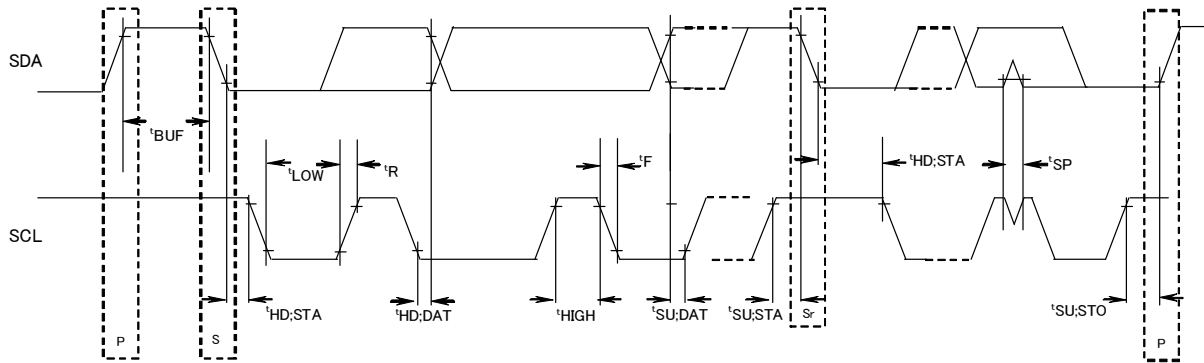 SDA
tBUF
tLOW
tR
tF
tHD;STA
tSP
SCL
tHD;STA
tHD;DAT
tHIGH
tSU;DAT
tSU;STA
Sr
tSU;STO
P
S
P